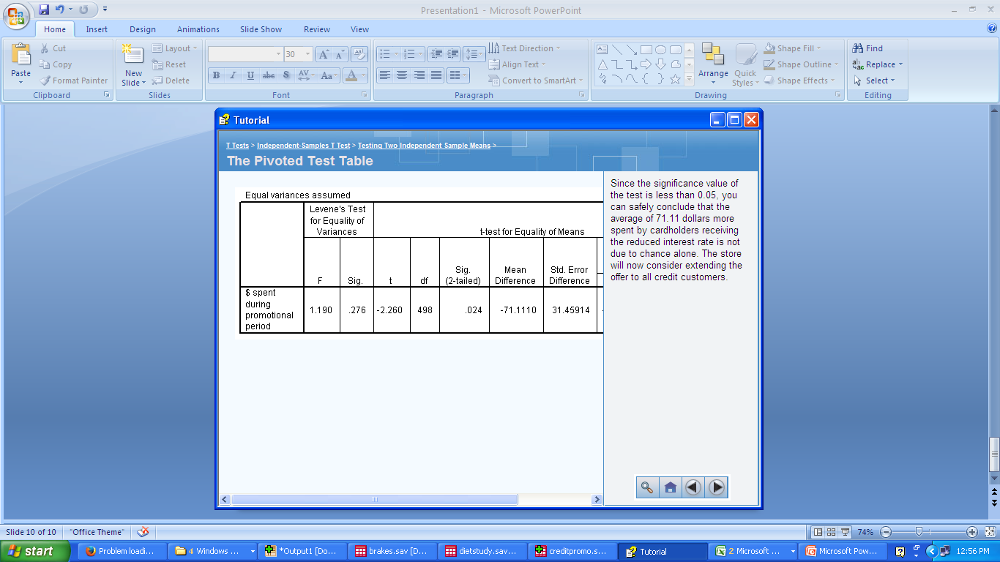 Presentation1 - Microsoft PowerPoint
Home Insert Design Animations Slide Show Review View
Paste
Cut
Copy
Format Painter
Clipboard
New Slide
Layout
Reset
Delete
Slides
30
B I U abc S AV Aa A
Font
Text Direction
Align Text
Convert to SmartArt
Paragraph
Arrange
Quick Styles
Shape Fill
Shape Outline
Shape Effects
Drawing
Find
Replace
Select
Editing
Tutorial
T Tests > Independent-Samples T Test > Testing Two Independent Sample Means >
The Pivoted Test Table
Equal variances assumed
Levene's Test
for Equality of
Variances
t-test for Equality of Means
F Sig. t df Sig. (2-tailed) Mean Difference Std. Error Difference
$ spent
during
promotional
period
1.190 .276 -2.260 498 .024 -71.1110 31.45914
Since the significance value of
the test is less than 0.05, you
can safely conclude that the
average of 71.11 dollars more
spent by cardholders receiving
the reduced interest rate is not
due to chance alone. The store
will now consider extending the
offer to all credit customers.
Slide 10 of 10 "Office Theme" 74%
start Problem loadi... 4 Windows ... *Output1 [Do... brakes.sav [D... dietstudy.sav... creditpromo.s... Tutorial 2 Microsoft ... Microsoft Pow... 12:56 PM